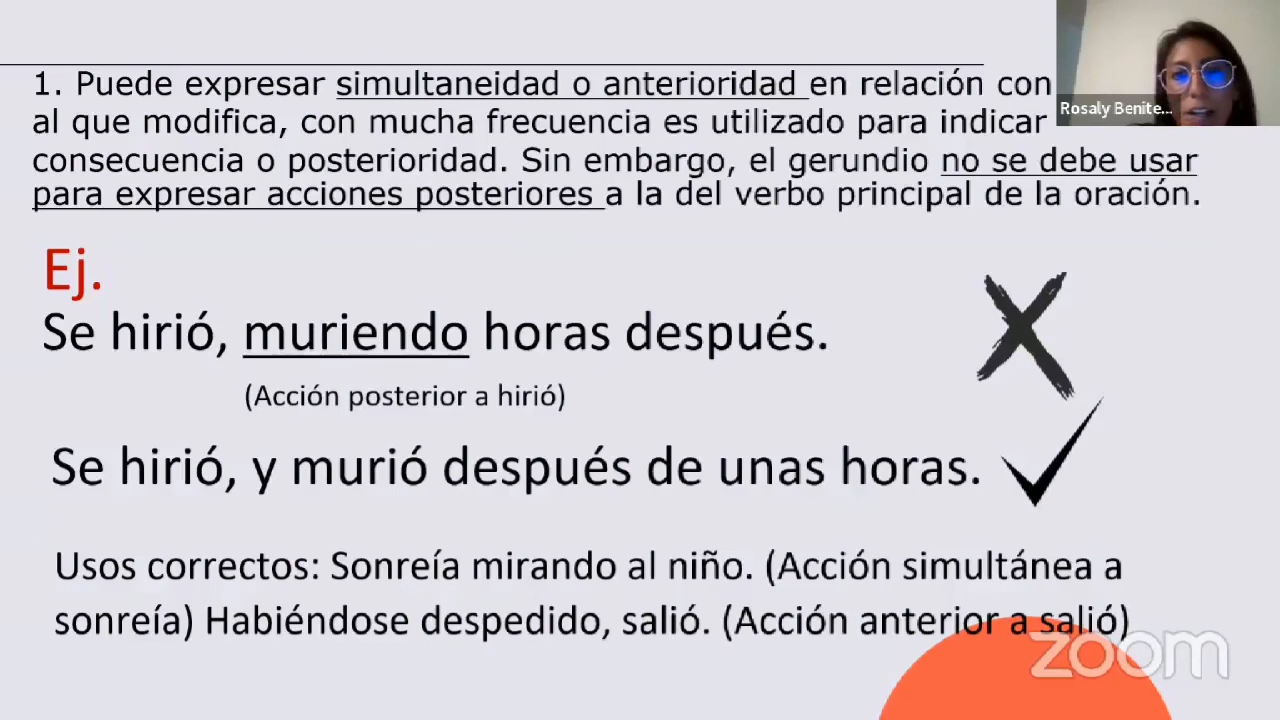 1. Puede expresar simultaneidad o anterioridad en relación con
al que modifica, con mucha frecuencia es utilizado para indicar
consecuencia o posterioridad. Sin embargo, el gerundio no se debe usar
para expresar acciones posteriores a la del verbo principal de la oración.
Rosaly Benite...
Ej.
Se hirió, muriendo horas después.
(Acción posterior a hirió)
Se hirió, y murió después de unas horas.
Usos correctos: Sonreía mirando al niño. (Acción simultánea a
sonreía) Habiéndose despedido, salió. (Acción anterior a salió)
zoom